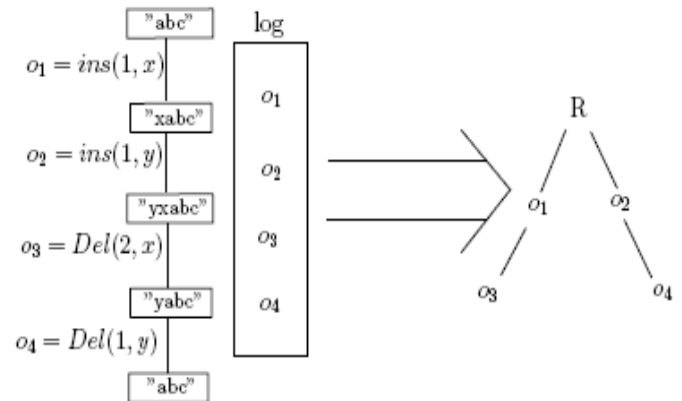 "abc"
log
o₁ = ins(1, x)
o₁
"xabc"
R
o₂ = ins(1, y)
o₂
"yxabc"
o₁
o₂
o₃ = Del(2, x)
o₃
"yabc"
o₃
o₄
o₄
o₄ = Del(1, y)
"abc"